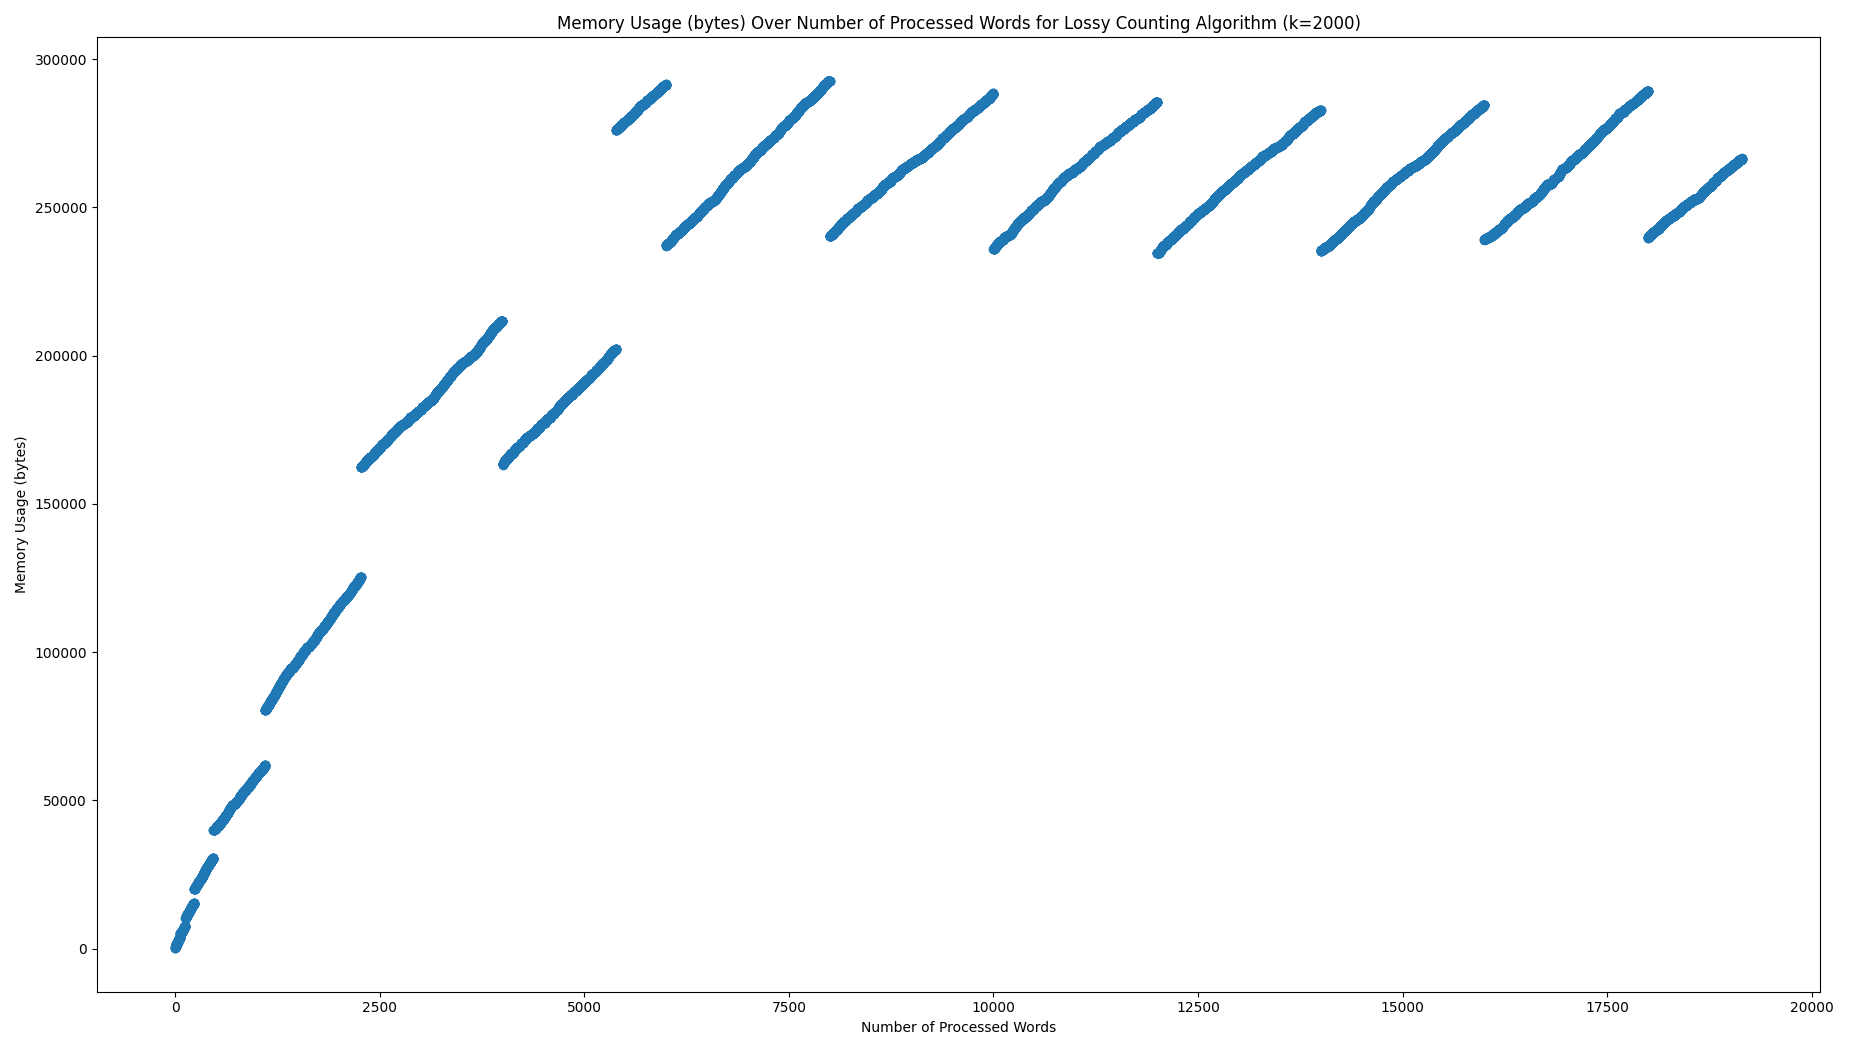 Memory Usage (bytes) Over Number of Processed Words for Lossy Counting Algorithm (k=2000)
Memory Usage (bytes)
300000
250000
200000
150000
100000
50000
0
0 2500 5000 7500 10000 12500 15000 17500 20000
Number of Processed Words